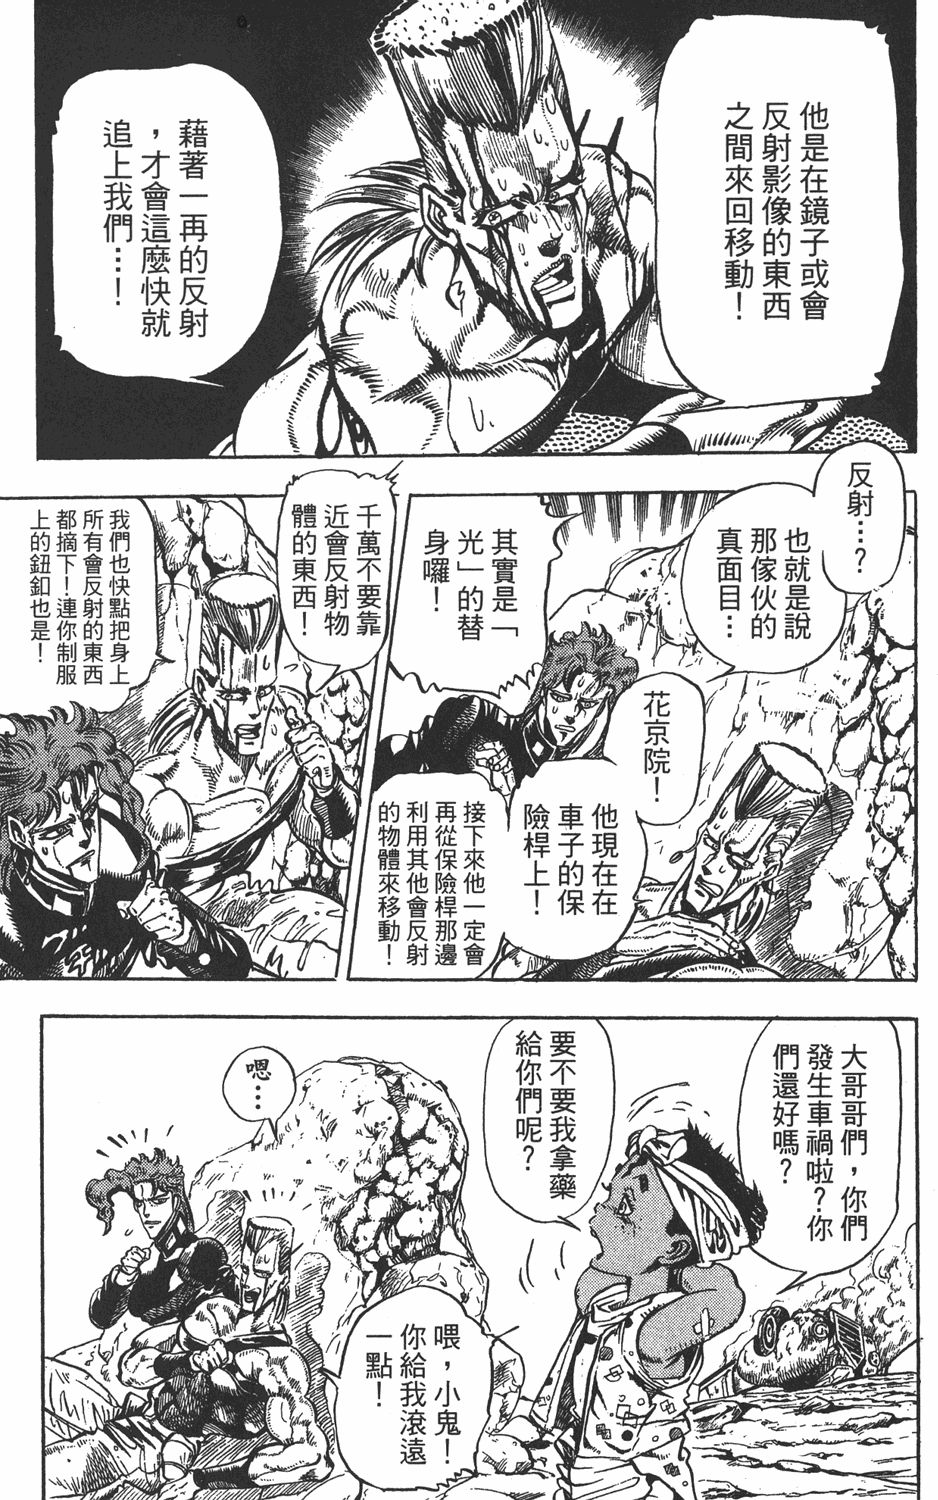 他是在鏡子或會
反射影像的東西
之間來回移動！
藉著一再的反射
，才會這麼快就
追上我們…！
反射…？
也就是說
那傢伙的
真面目…
其實是「
光」的替
身囉！
花京院！
他現在在
車子的保
險桿上！
接下來他一定會
再從保險桿那邊
利用其他會反射
的物體來移動！
千萬不要靠
近會反射物
體的東西！
我們也快點把身上
所有會反射的東西
都摘下！連你制服
上的鈕釦也是！
大哥哥們，你們
發生車禍啦？你
們還好嗎？
要不要我拿藥
給你們呢？
嗯…
喂，小鬼！
你給我滾遠
一點！